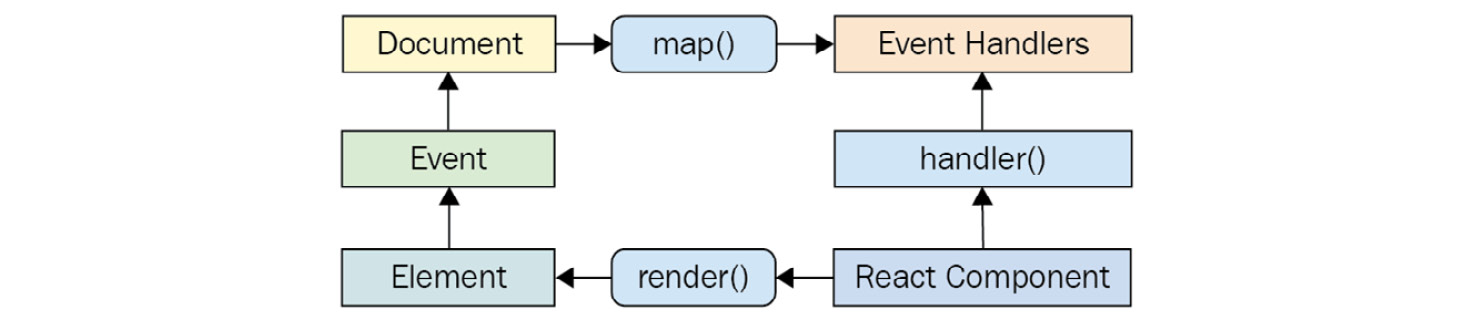 Document
map()
Event Handlers
Event
handler()
Element
render()
React Component